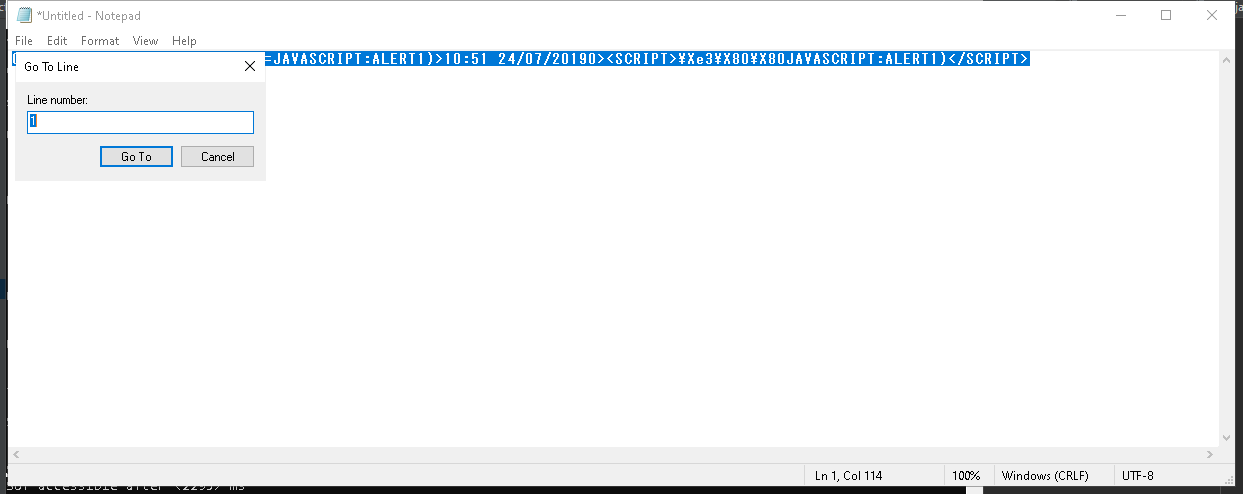 *Untitled - Notepad
File Edit Format View Help
=JAVASCRIPT:ALERT1)>10:51 24/07/20190><SCRIPT>¥Xe3¥X80¥X80JAVASCRIPT:ALERT1)</SCRIPT>
Go To Line
Line number:
1
Go To Cancel
Ln 1, Col 114 100% Windows (CRLF) UTF-8